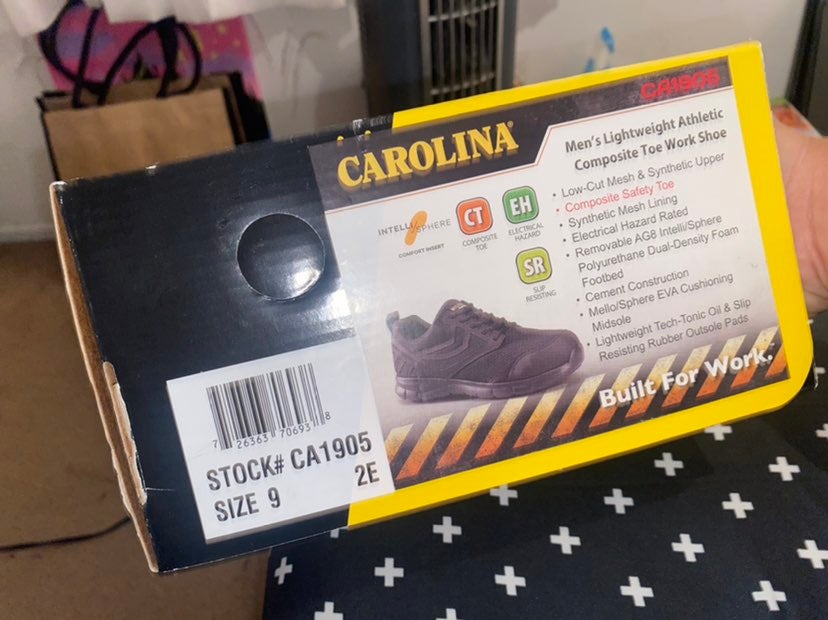 CA1905
CAROLINA
Men's Lightweight Athletic
Composite Toe Work Shoe
• Low-Cut Mesh & Synthetic Upper
• Composite Safety Toe
• Synthetic Mesh Lining
• Electrical Hazard Rated
• Removable AG8 Intelli/Sphere
Polyurethane Dual-Density Foam
Footbed
• Cement Construction
• Mello/Sphere EVA Cushioning
Midsole
• Lightweight Tech-Tonic Oil & Slip
Resisting Rubber Outsole Pads
INTELLI SPHERE
COMFORT INSERT
CT
COMPOSITE
TOE
EH
ELECTRICAL
HAZARD
SR
SLIP
RESISTING
Built For Work.
7 26363 70693 8
STOCK# CA1905
SIZE 9 2E